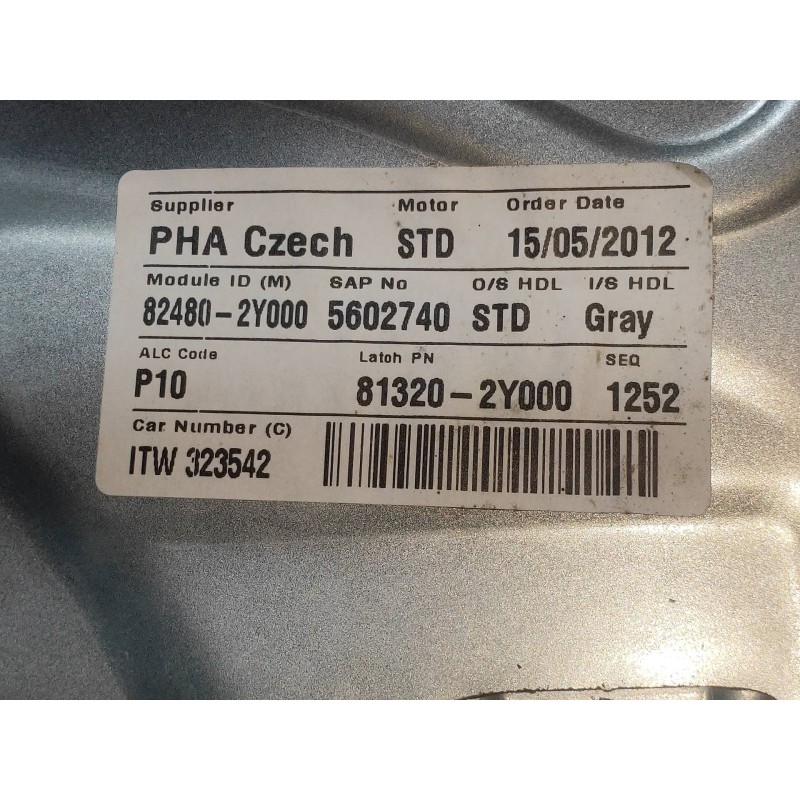 Supplier Motor Order Date
PHA Czech STD 15/05/2012
Module ID (M) SAP No O/S HDL I/S HDL
82480-2Y000 5602740 STD Gray
ALC Code Latch PN SEQ
P10 81320-2Y000 1252
Car Number (C)
ITW 323542